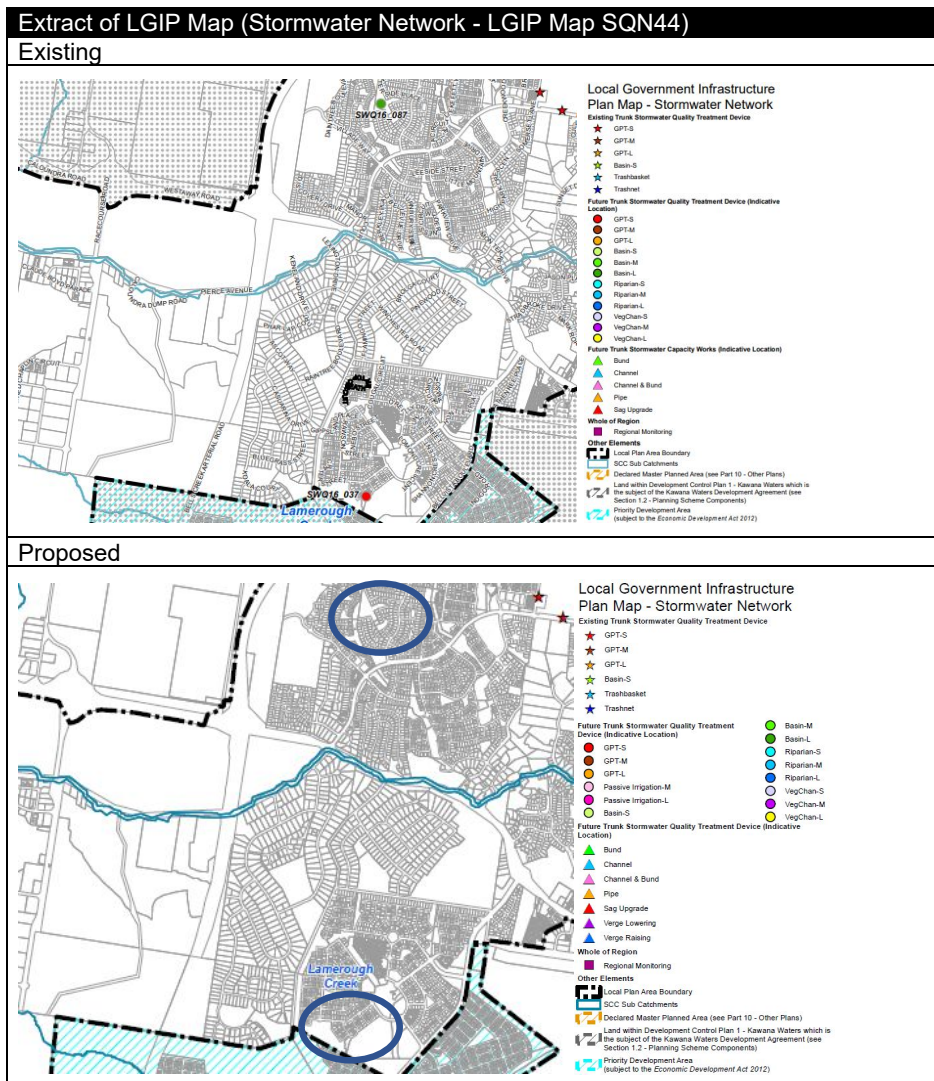 Extract of LGIP Map (Stormwater Network - LGIP Map SQN44)
Existing
SWQ16_087
CALOUNDRA ROAD
WESTAWAY ROAD
RACECOURSE ROAD
PIERCE AVENUE
BLUEGRASS STREET
SWQ16_037
Lamerough
Local Government Infrastructure
Plan Map - Stormwater Network
Existing Trunk Stormwater Quality Treatment Device
GPT-S
GPT-M
GPT-L
Basin-S
Trashbasket
Trashnet
Future Trunk Stormwater Quality Treatment Device (Indicative
Location)
GPT-S
GPT-M
GPT-L
Basin-S
Basin-M
Basin-L
Riparian-S
Riparian-M
Riparian-L
VegChan-S
VegChan-M
VegChan-L
Future Trunk Stormwater Capacity Works (Indicative Location)
Bund
Channel
Channel & Bund
Pipe
Sag Upgrade
Whole of Region
Regional Monitoring
Other Elements
Local Plan Area Boundary
SCC Sub Catchments
Declared Master Planned Area (see Part 10 - Other Plans)
Land within Development Control Plan 1 - Kawana Waters which is
the subject of the Kawana Waters Development Agreement (see
Section 1.2 - Planning Scheme Components)
Priority Development Area
(subject to the Economic Development Act 2012)
Proposed
Lamerough
Creek
Local Government Infrastructure
Plan Map - Stormwater Network
Existing Trunk Stormwater Quality Treatment Device
GPT-S
GPT-M
GPT-L
Basin-S
Trashbasket
Trashnet
Future Trunk Stormwater Quality Treatment
Device (Indicative Location)
GPT-S
GPT-M
GPT-L
Passive Irrigation-M
Passive Irrigation-L
Basin-S
Basin-M
Basin-L
Riparian-S
Riparian-M
Riparian-L
VegChan-S
VegChan-M
VegChan-L
Future Trunk Stormwater Quality Treatment Device (Indicative
Location)
Bund
Channel
Channel & Bund
Pipe
Sag Upgrade
Verge Lowering
Verge Raising
Whole of Region
Regional Monitoring
Other Elements
Local Plan Area Boundary
SCC Sub Catchments
Declared Master Planned Area (see Part 10 - Other Plans)
Land within Development Control Plan 1 - Kawana Waters which is
the subject of the Kawana Waters Development Agreement (see
Section 1.2 - Planning Scheme Components)
Priority Development Area
(subject to the Economic Development Act 2012)